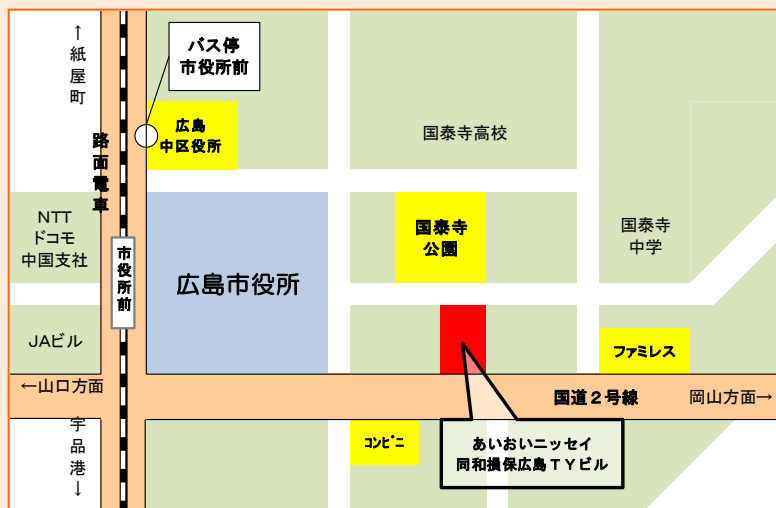 ↑
紙
屋
町
バス停
市役所前
広島
中区役所
国泰寺高校
路
面
電
車
NTT
ドコモ
中国支社
市
役
所
前
広島市役所
国泰寺
公園
国泰寺
中学
JAビル
ファミレス
←山口方面
国道２号線
岡山方面→
宇
品
港
↓
コンビニ
あいおいニッセイ
同和損保広島ＴＹビル